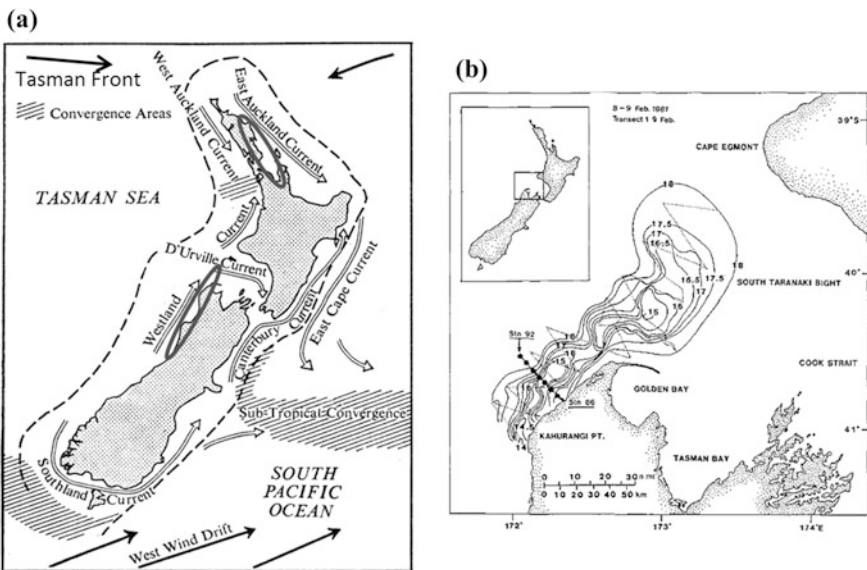 (a)
Tasman Front
Convergence Areas
West Auckland Current
East Auckland Current
TASMAN SEA
Current
D'Urville Current
Westland
Canterbury Current
East Cape Current
Sub-Tropical Convergence
Southland Current
SOUTH
PACIFIC
OCEAN
West Wind Drift
(b)
8-9 Feb. 1981
Transect 1 9 Feb.
39°S
CAPE EGMONT
18
17.5
17
16.5
18
40°
15.5
17.5
17
SOUTH TARANAKI BIGHT
15
16
Stn 92
16
17
18
15
COOK STRAIT
GOLDEN BAY
Stn 86
14.5
14
KAHURANGI PT.
41°
TASMAN BAY
0 10 20 30 n mi
0 10 20 30 40 50 km
172°
173°
174°E